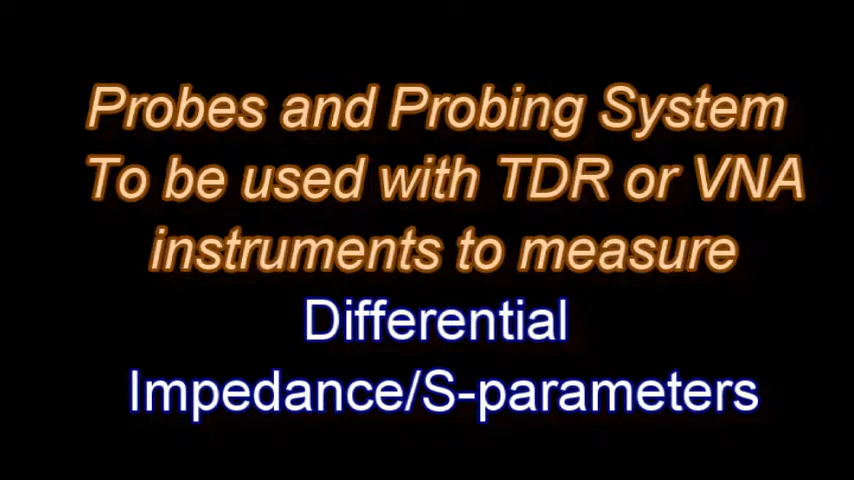 Probes and Probing System
To be used with TDR or VNA
instruments to measure
Differential
Impedance/S-parameters